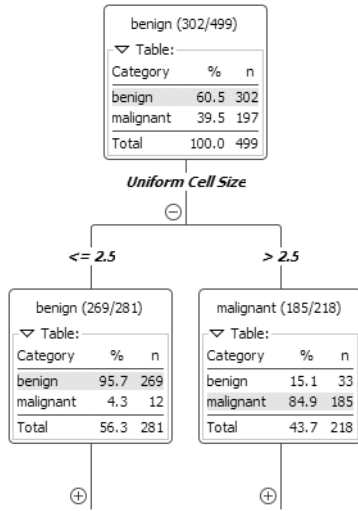 benign (302/499)
Table:
Category % n
benign 60.5 302
malignant 39.5 197
Total 100.0 499
Uniform Cell Size
<= 2.5
> 2.5
benign (269/281)
Table:
Category % n
benign 95.7 269
malignant 4.3 12
Total 56.3 281
malignant (185/218)
Table:
Category % n
benign 15.1 33
malignant 84.9 185
Total 43.7 218